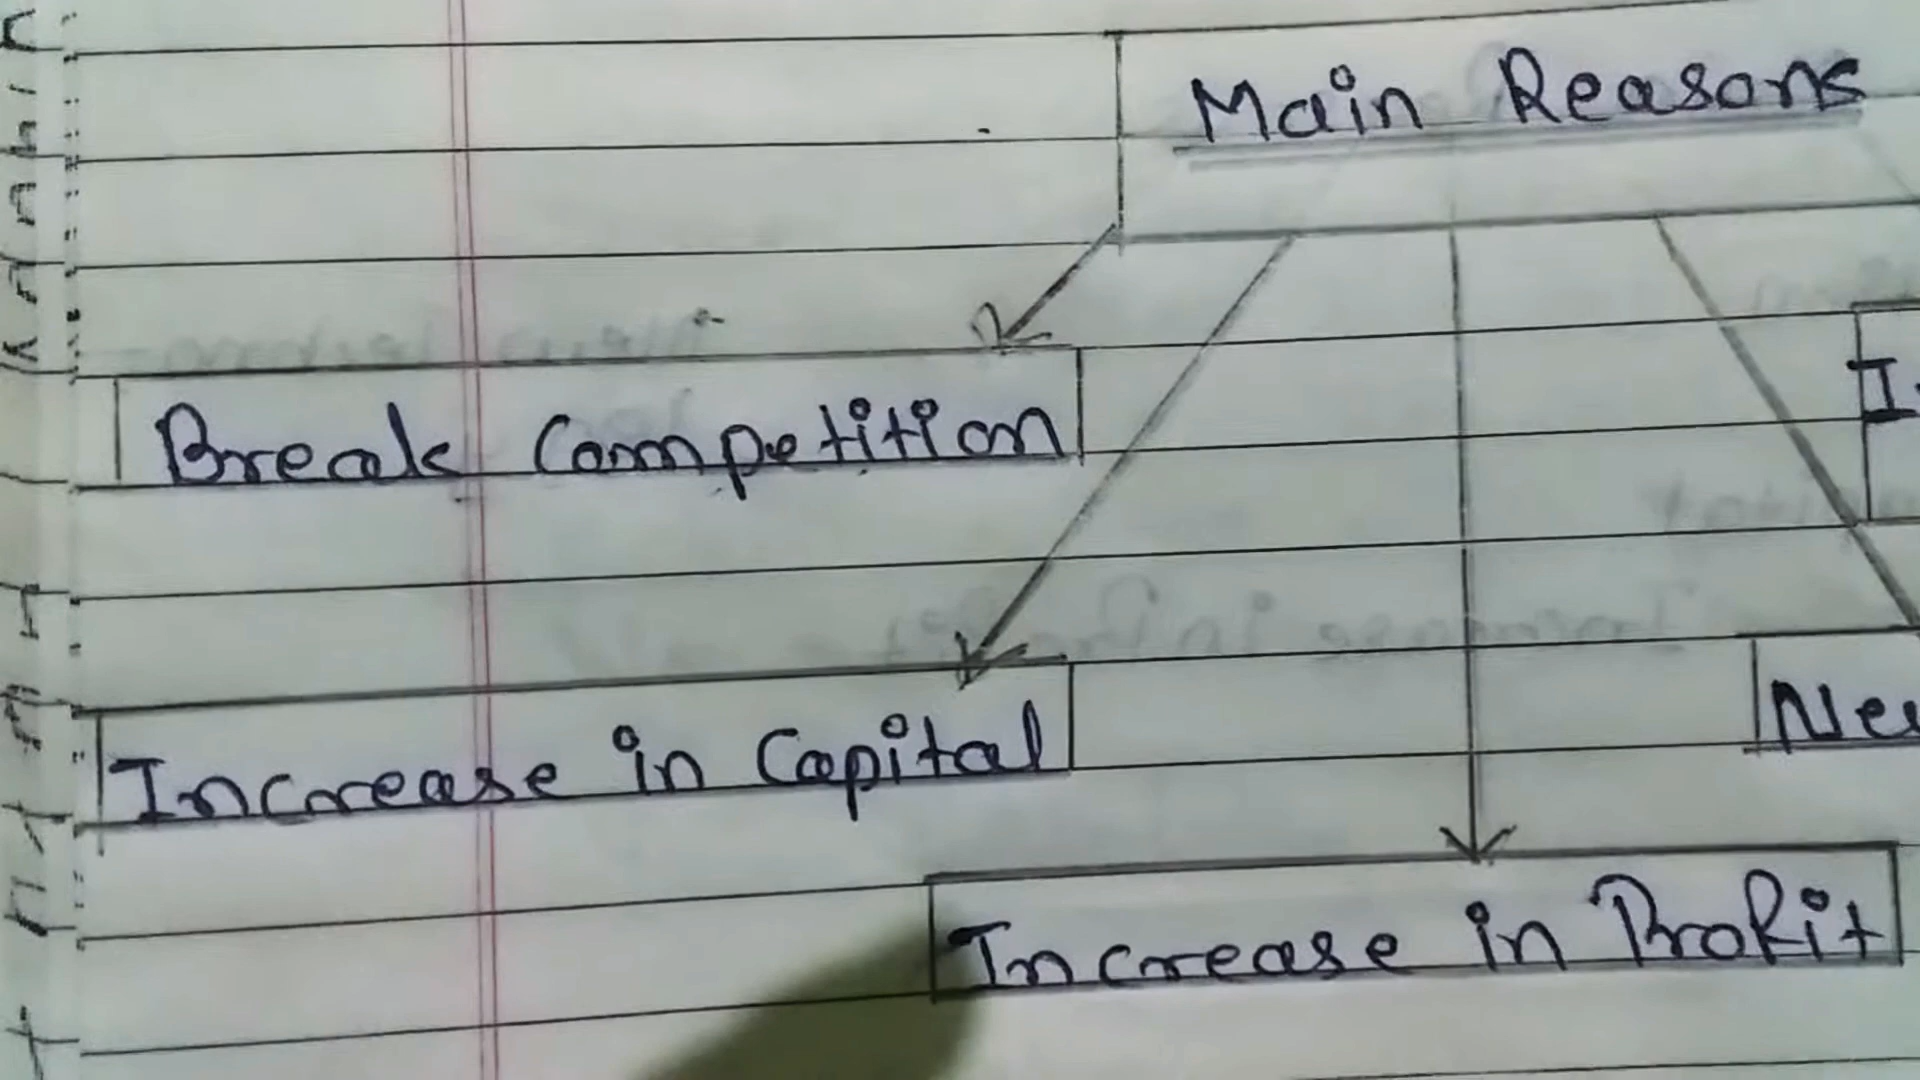 Main Reasons
Break Competition
Increase in Capital
Increase in Profit